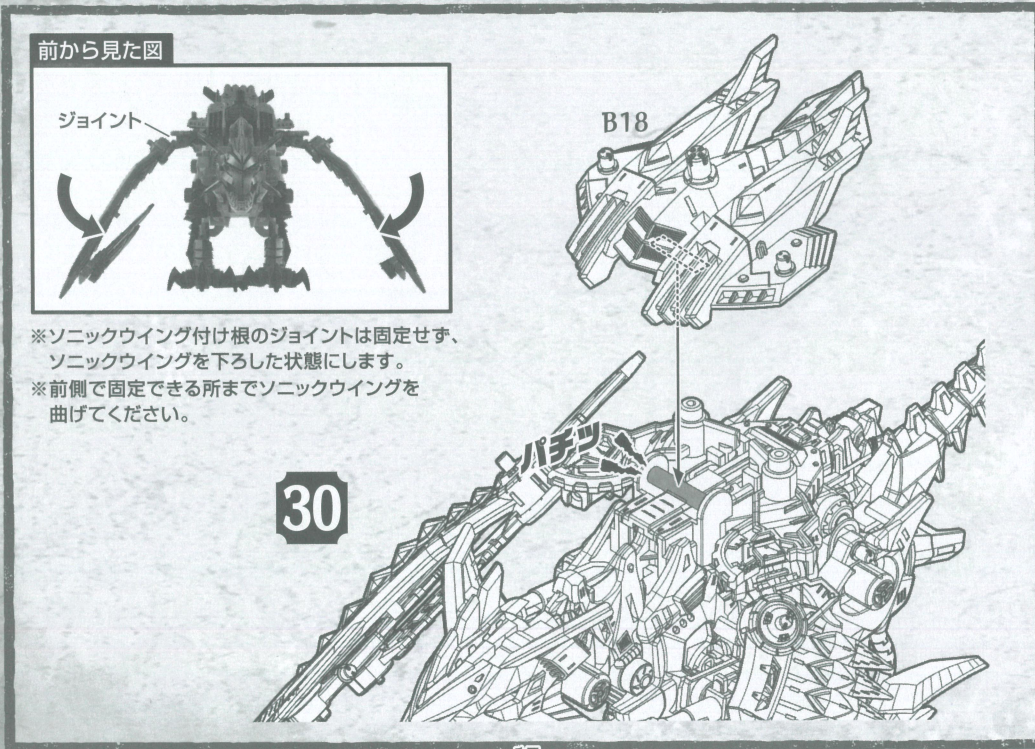 前から見た図
ジョイント
※ソニックウイング付け根のジョイントは固定せず、
ソニックウイングを下ろした状態にします。
※前側で固定できる所までソニックウイングを
曲げてください。
B18
パチッ
30